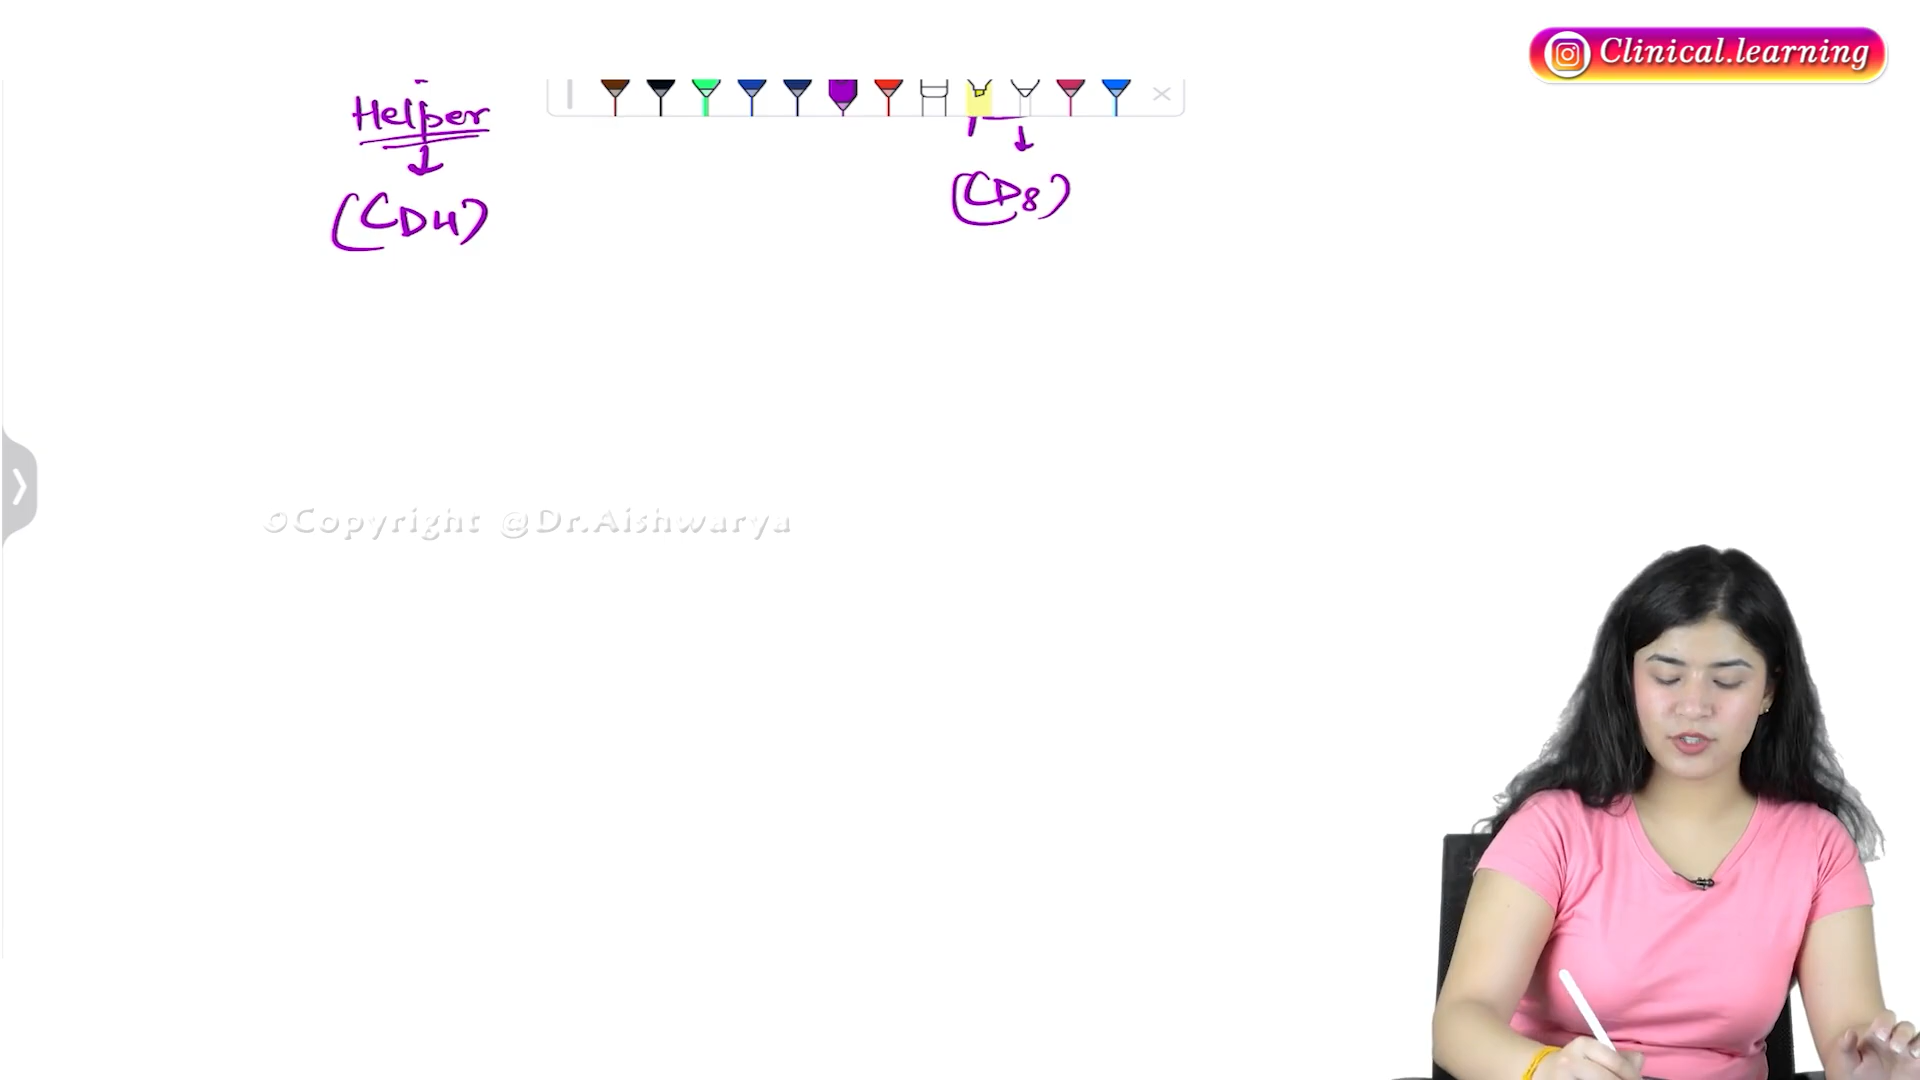 Clinical.learning
Helper
(CD4)
(CD8)
©Copyright @Dr.Aishwarya